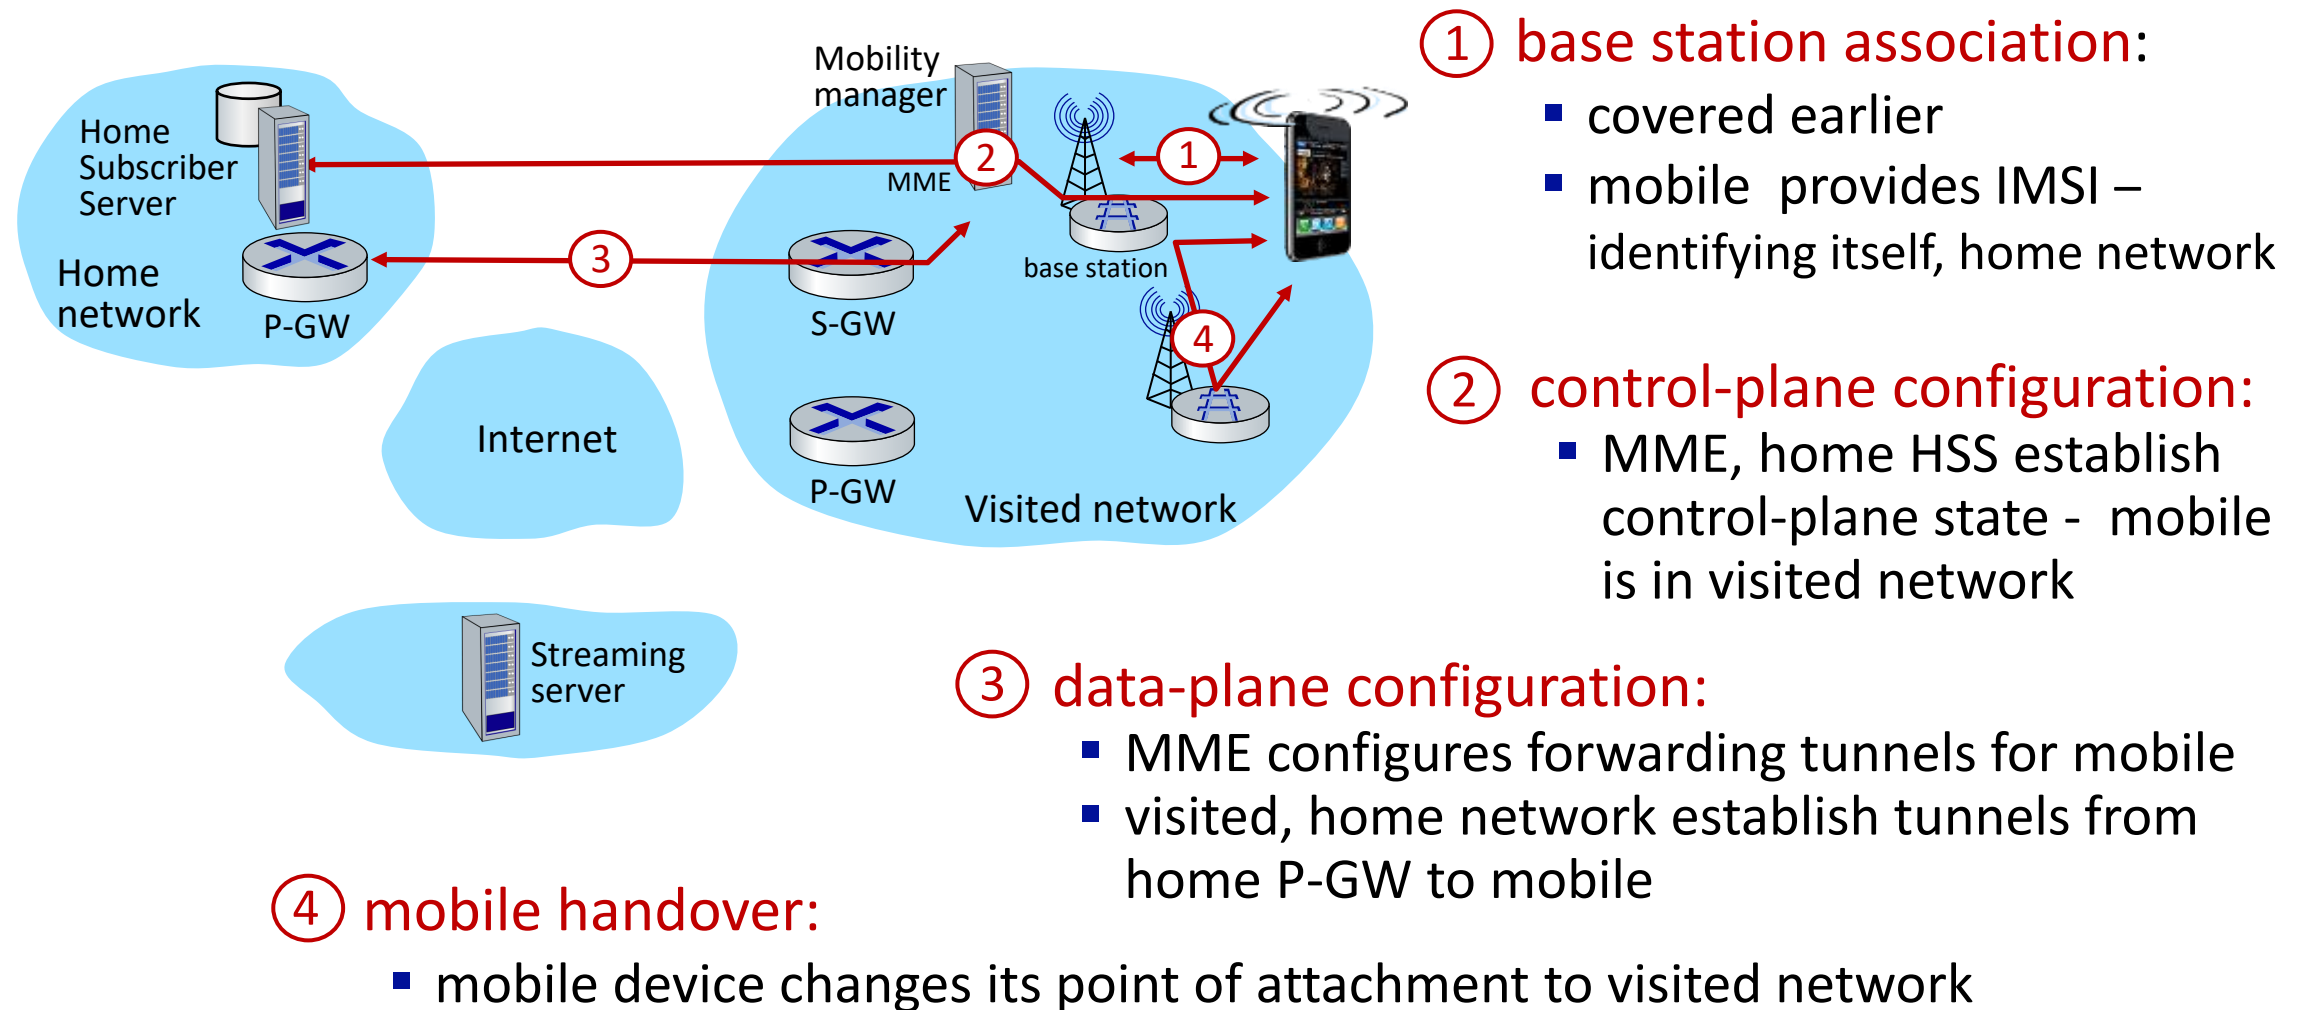 Mobility
manager
Home
Subscriber
Server
MME
2
1
3
Home
network
P-GW
S-GW
base station
4
Internet
P-GW
Visited network
Streaming
server
1 base station association:
▪ covered earlier
▪ mobile provides IMSI –
identifying itself, home network
2 control-plane configuration:
▪ MME, home HSS establish
control-plane state - mobile
is in visited network
3 data-plane configuration:
▪ MME configures forwarding tunnels for mobile
▪ visited, home network establish tunnels from
home P-GW to mobile
4 mobile handover:
▪ mobile device changes its point of attachment to visited network